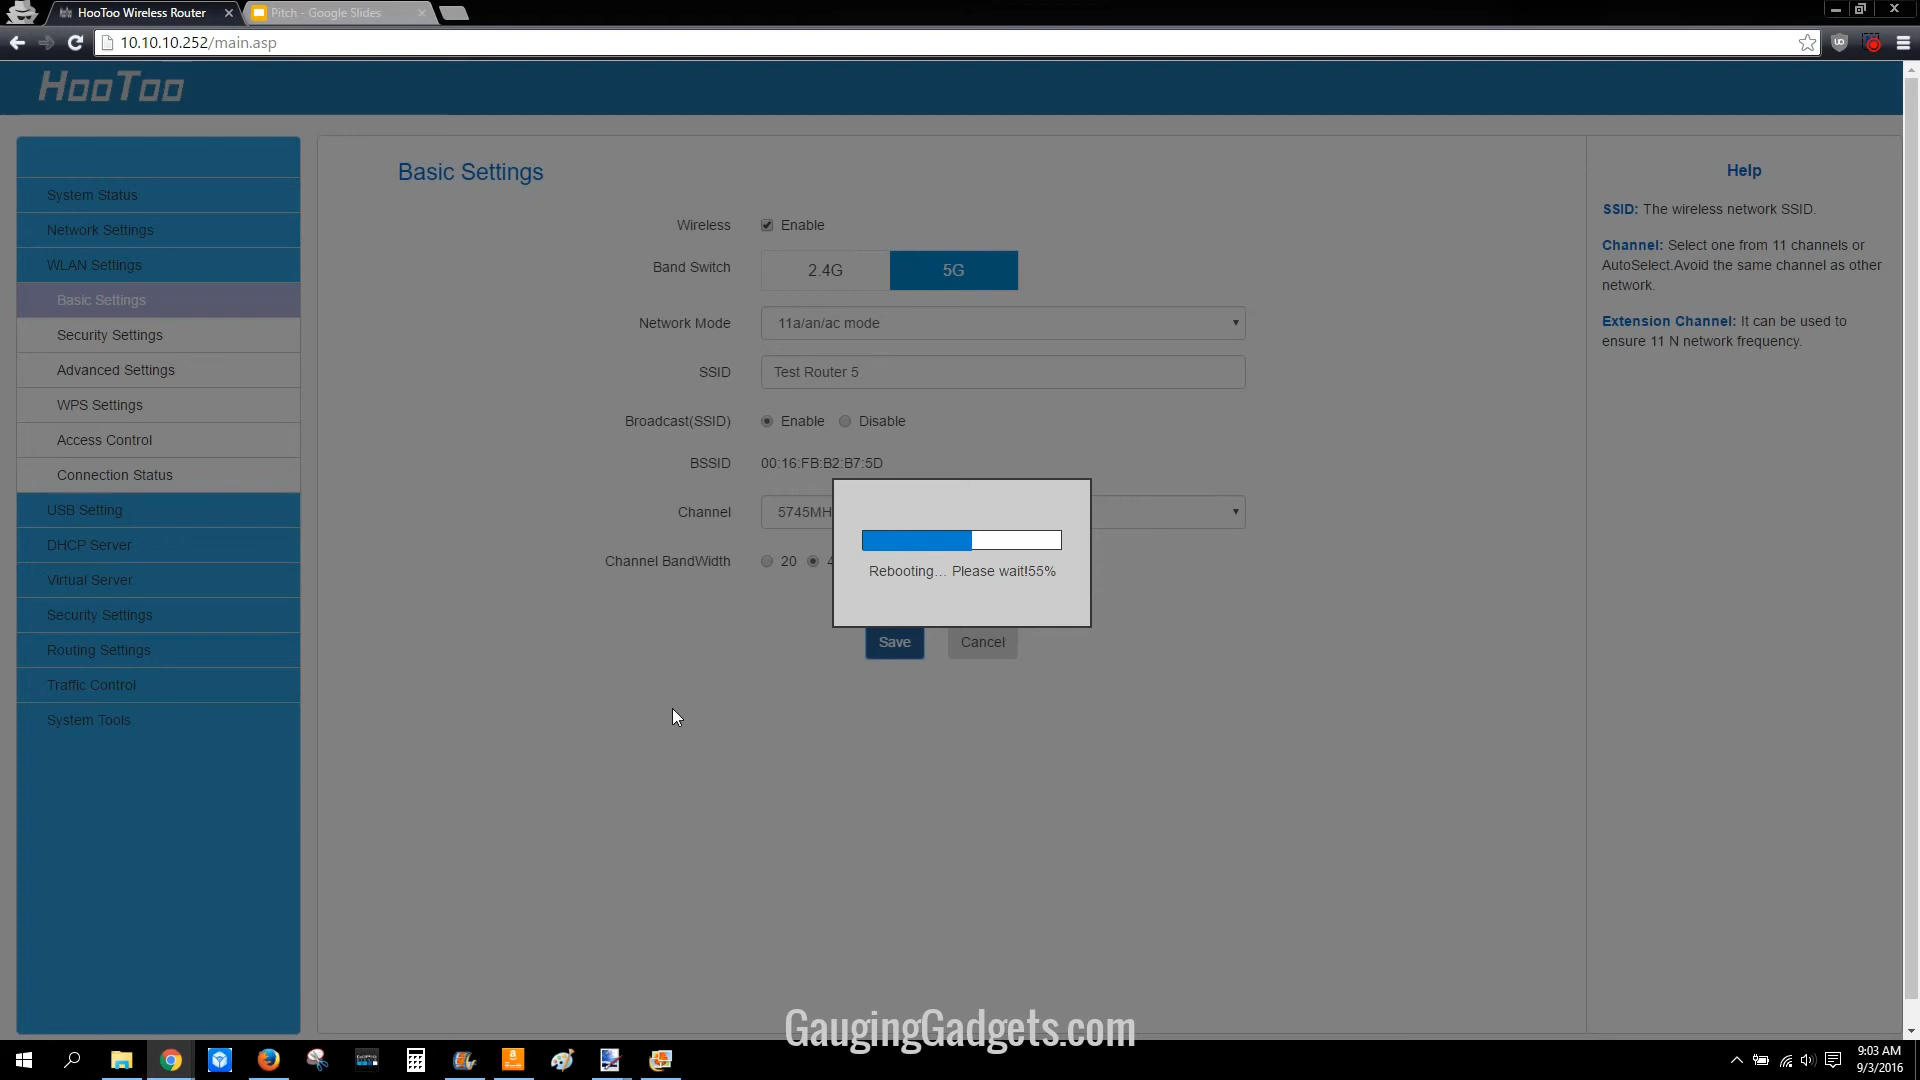 HooToo Wireless Router
Pitch - Google Slides
10.10.10.252/main.asp
HooToo
System Status
Network Settings
WLAN Settings
Basic Settings
Security Settings
Advanced Settings
WPS Settings
Access Control
Connection Status
USB Setting
DHCP Server
Virtual Server
Security Settings
Routing Settings
Traffic Control
System Tools
Basic Settings
Wireless Enable
Band Switch 2.4G 5G
Network Mode 11a/an/ac mode
SSID Test Router 5
Broadcast(SSID) Enable Disable
BSSID 00:16:FB:B2:B7:5D
Channel 5745MH
Channel BandWidth 20 4
Rebooting... Please wait!55%
Save Cancel
Help
SSID: The wireless network SSID.
Channel: Select one from 11 channels or
AutoSelect.Avoid the same channel as other
network.
Extension Channel: It can be used to
ensure 11 N network frequency.
GaugingGadgets.com
9:03 AM
9/3/2016